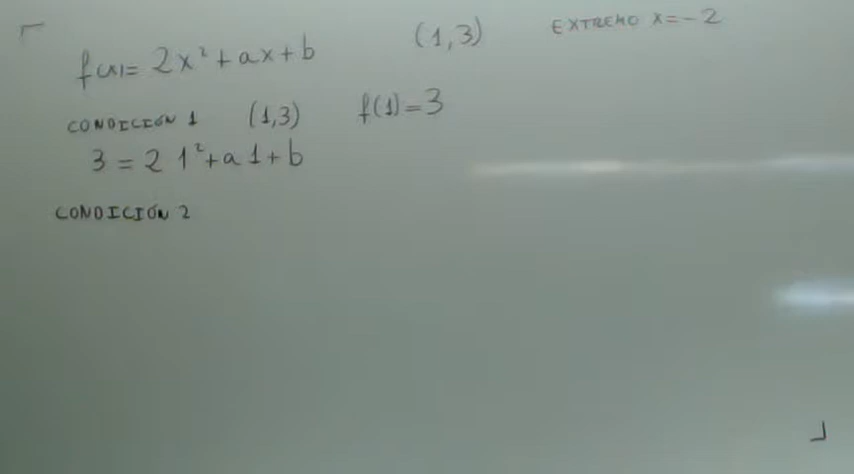 f(x)= 2x²+ax+b (1,3) EXTREMO x=-2
CONDICIÓN 1 (1,3) f(1)=3
3 = 2 1²+a 1+b
CONDICIÓN 2